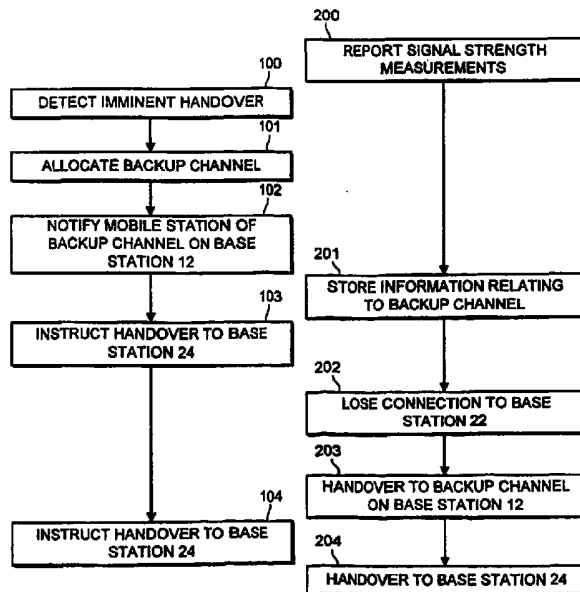 100
DETECT IMMINENT HANDOVER
101
ALLOCATE BACKUP CHANNEL
102
NOTIFY MOBILE STATION OF
BACKUP CHANNEL ON BASE
STATION 12
103
INSTRUCT HANDOVER TO BASE
STATION 24
104
INSTRUCT HANDOVER TO BASE
STATION 24
200
REPORT SIGNAL STRENGTH
MEASUREMENTS
201
STORE INFORMATION RELATING
TO BACKUP CHANNEL
202
LOSE CONNECTION TO BASE
STATION 22
203
HANDOVER TO BACKUP CHANNEL
ON BASE STATION 12
204
HANDOVER TO BASE STATION 24